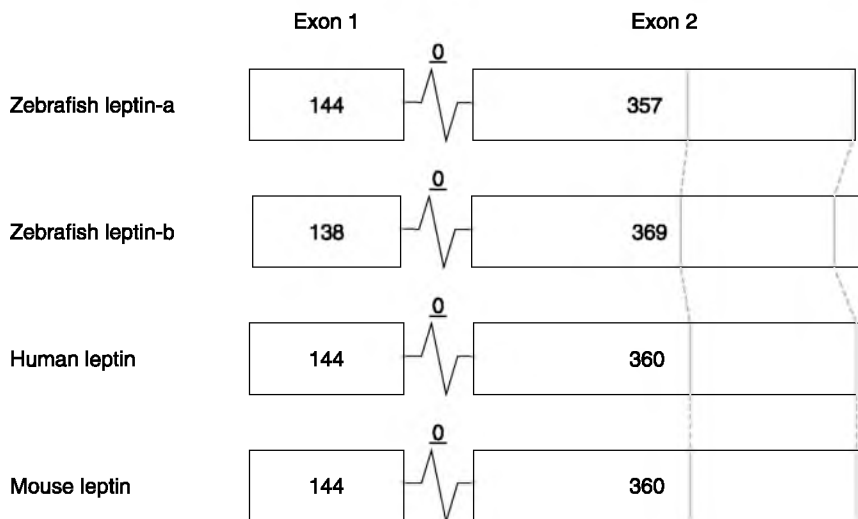 Exon 1 Exon 2
0
Zebrafish leptin-a 144 357
0
Zebrafish leptin-b 138 369
0
Human leptin 144 360
0
Mouse leptin 144 360